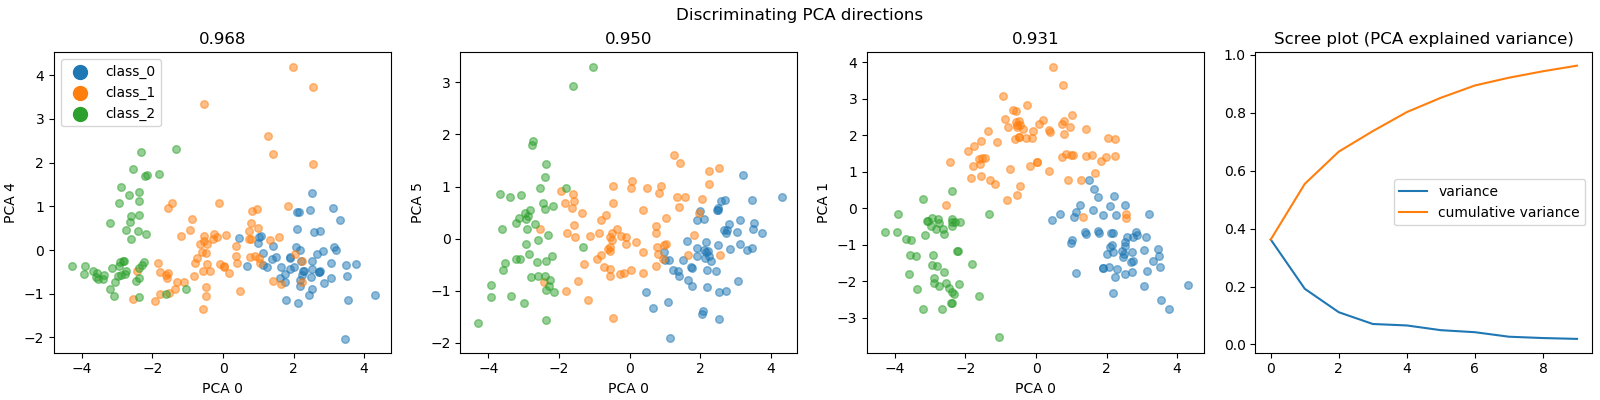 Discriminating PCA directions
0.968
class_0
class_1
class_2
4
3
2
1
0
−1
−2
PCA 4
−4 −2 0 2 4
PCA 0
0.950
3
2
1
0
−1
−2
PCA 5
−4 −2 0 2 4
PCA 0
0.931
4
3
2
1
0
−1
−2
−3
PCA 1
−4 −2 0 2 4
PCA 0
Scree plot (PCA explained variance)
1.0
0.8
0.6
0.4
0.2
0.0
variance
cumulative variance
0 2 4 6 8